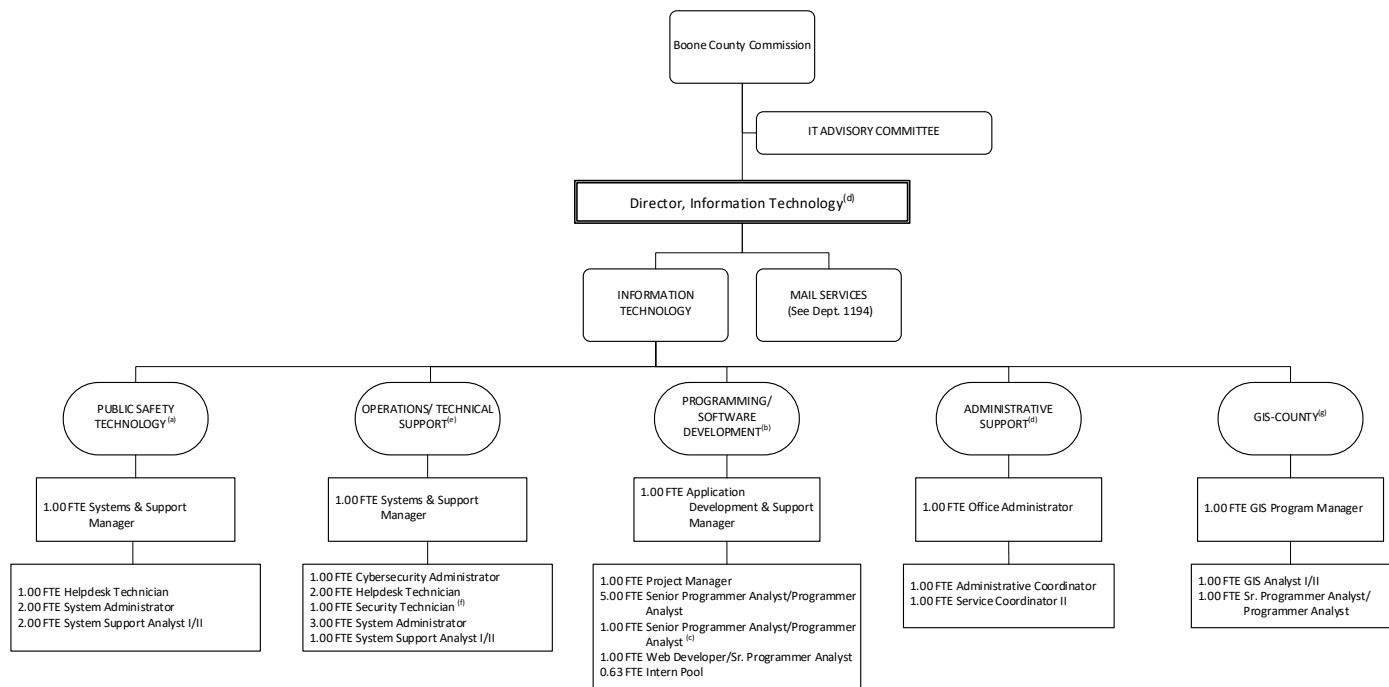 Boone County Commission
IT ADVISORY COMMITTEE
Director, Information Technology(d)
INFORMATION
TECHNOLOGY
MAIL SERVICES
(See Dept. 1194)
PUBLIC SAFETY
TECHNOLOGY(a)
OPERATIONS/ TECHNICAL
SUPPORT(e)
PROGRAMMING/
SOFTWARE
DEVELOPMENT(b)
ADMINISTRATIVE
SUPPORT(d)
GIS-COUNTY(g)
1.00 FTE Systems & Support
Manager
1.00 FTE Systems & Support
Manager
1.00 FTE Application
Development & Support
Manager
1.00 FTE Office Administrator
1.00 FTE GIS Program Manager
1.00 FTE Helpdesk Technician
2.00 FTE System Administrator
2.00 FTE System Support Analyst I/II
1.00 FTE Cybersecurity Administrator
2.00 FTE Helpdesk Technician
1.00 FTE Security Technician (f)
3.00 FTE System Administrator
1.00 FTE System Support Analyst I/II
1.00 FTE Project Manager
5.00 FTE Senior Programmer Analyst/Programmer
Analyst
1.00 FTE Senior Programmer Analyst/Programmer
Analyst (c)
1.00 FTE Web Developer/Sr. Programmer Analyst
0.63 FTE Intern Pool
1.00 FTE Administrative Coordinator
1.00 FTE Service Coordinator II
1.00 FTE GIS Analyst I/II
1.00 FTE Sr. Programmer Analyst/
Programmer Analyst